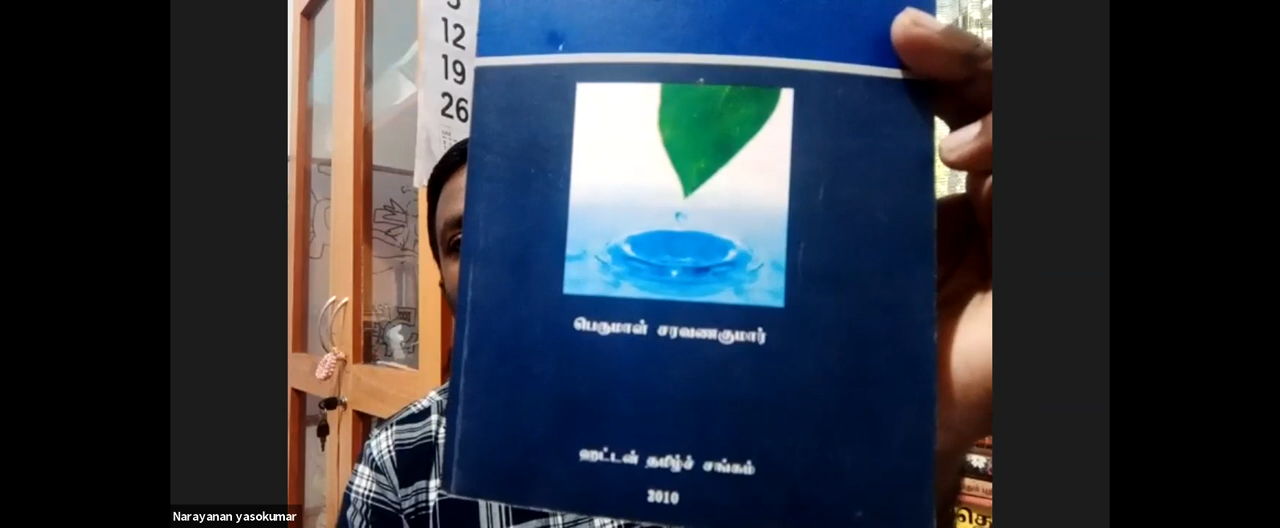 12
19
26
பெருமாள் சரவணகுமார்
ஹட்டன் தமிழ்ச் சங்கம்
2010
Narayanan yasokumar